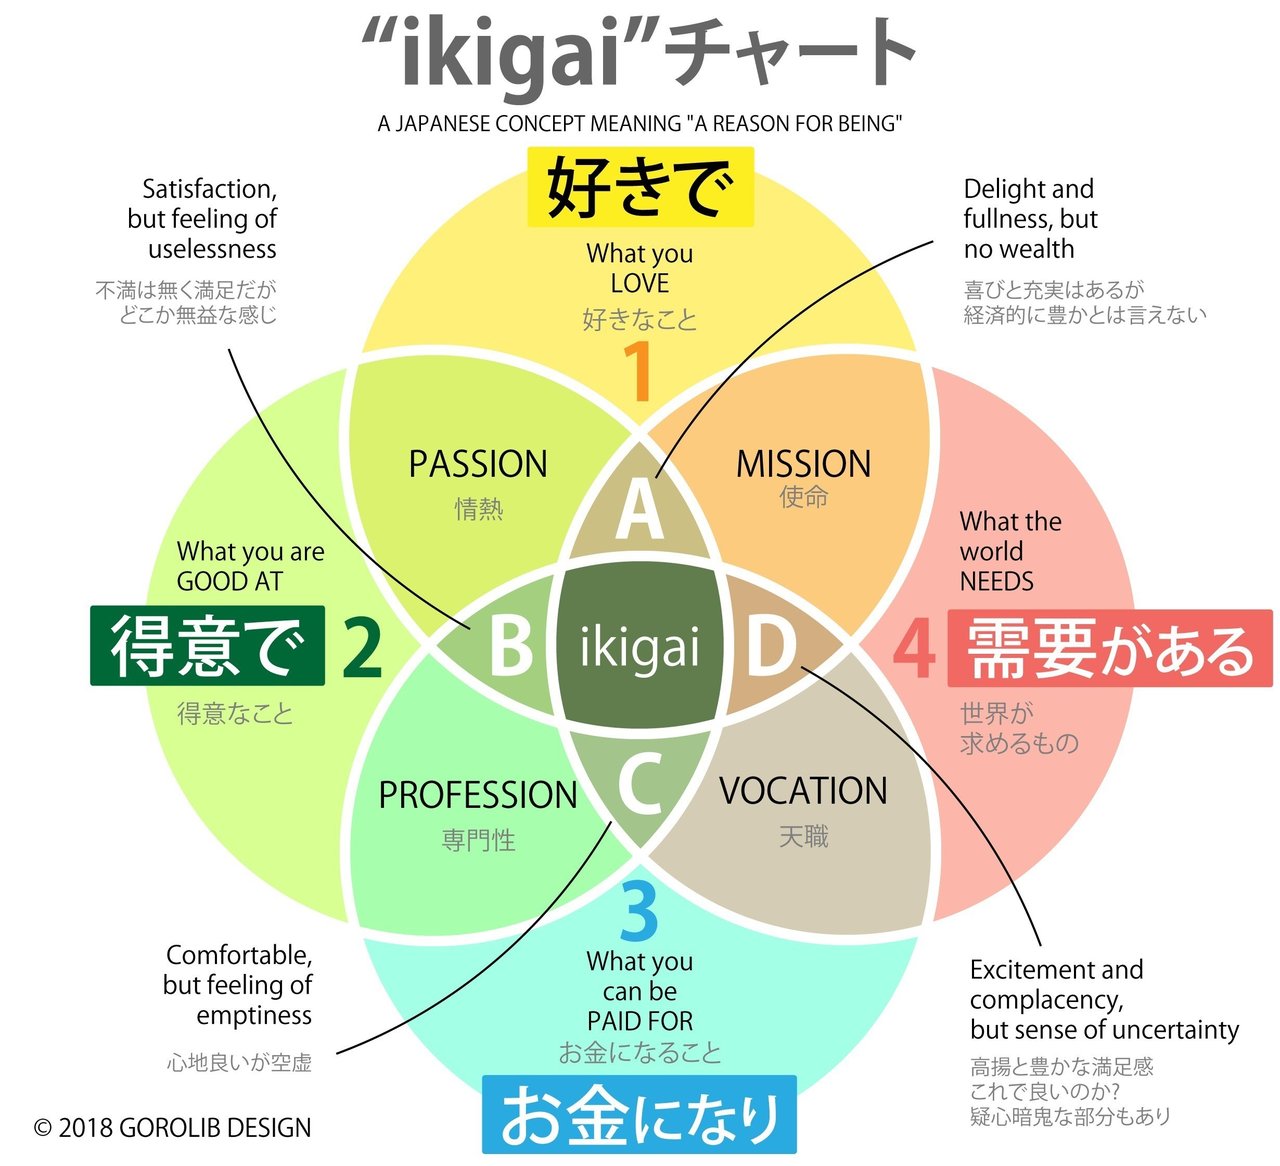 “ikigai”チャート
A JAPANESE CONCEPT MEANING "A REASON FOR BEING"
好きで
What you
LOVE
好きなこと
1
Satisfaction,
but feeling of
uselessness
不満は無く満足だが
どこか無益な感じ
Delight and
fullness, but
no wealth
喜びと充実はあるが
経済的に豊かとは言えない
PASSION
情熱
MISSION
使命
A
What you are
GOOD AT
得意で
2
得意なこと
B
ikigai
D
What the
world
NEEDS
4
需要がある
世界が
求めるもの
PROFESSION
専門性
C
VOCATION
天職
3
What you
can be
PAID FOR
お金になること
お金になり
Comfortable,
but feeling of
emptiness
心地良いが空虚
Excitement and
complacency,
but sense of uncertainty
高揚と豊かな満足感
これで良いのか?
疑心暗鬼な部分もあり
© 2018 GOROLIB DESIGN